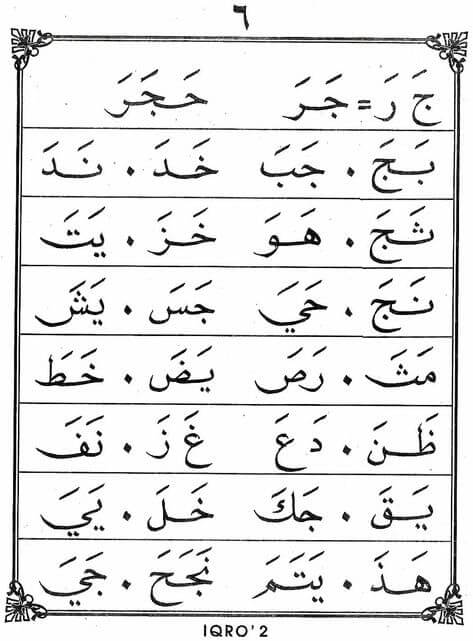 ٦
جَ رَ = جَرَ حَجَرَ
بَجَ . جَبَ خَدَ . نَدَ
ثَجَ . هَوَ خَزَ . يَتَ
نَجَ . حَيَ جَسَ . يَشَ
مَثَ . رَصَ يَضَ . خَطَ
ظَنَ . دَعَ غَزَ . نَفَ
يَقَ . جَكَ خَلَ . يَيَ
هَذَ . يَتَمَ نَجَحَ . جَيَ
IQRO' 2